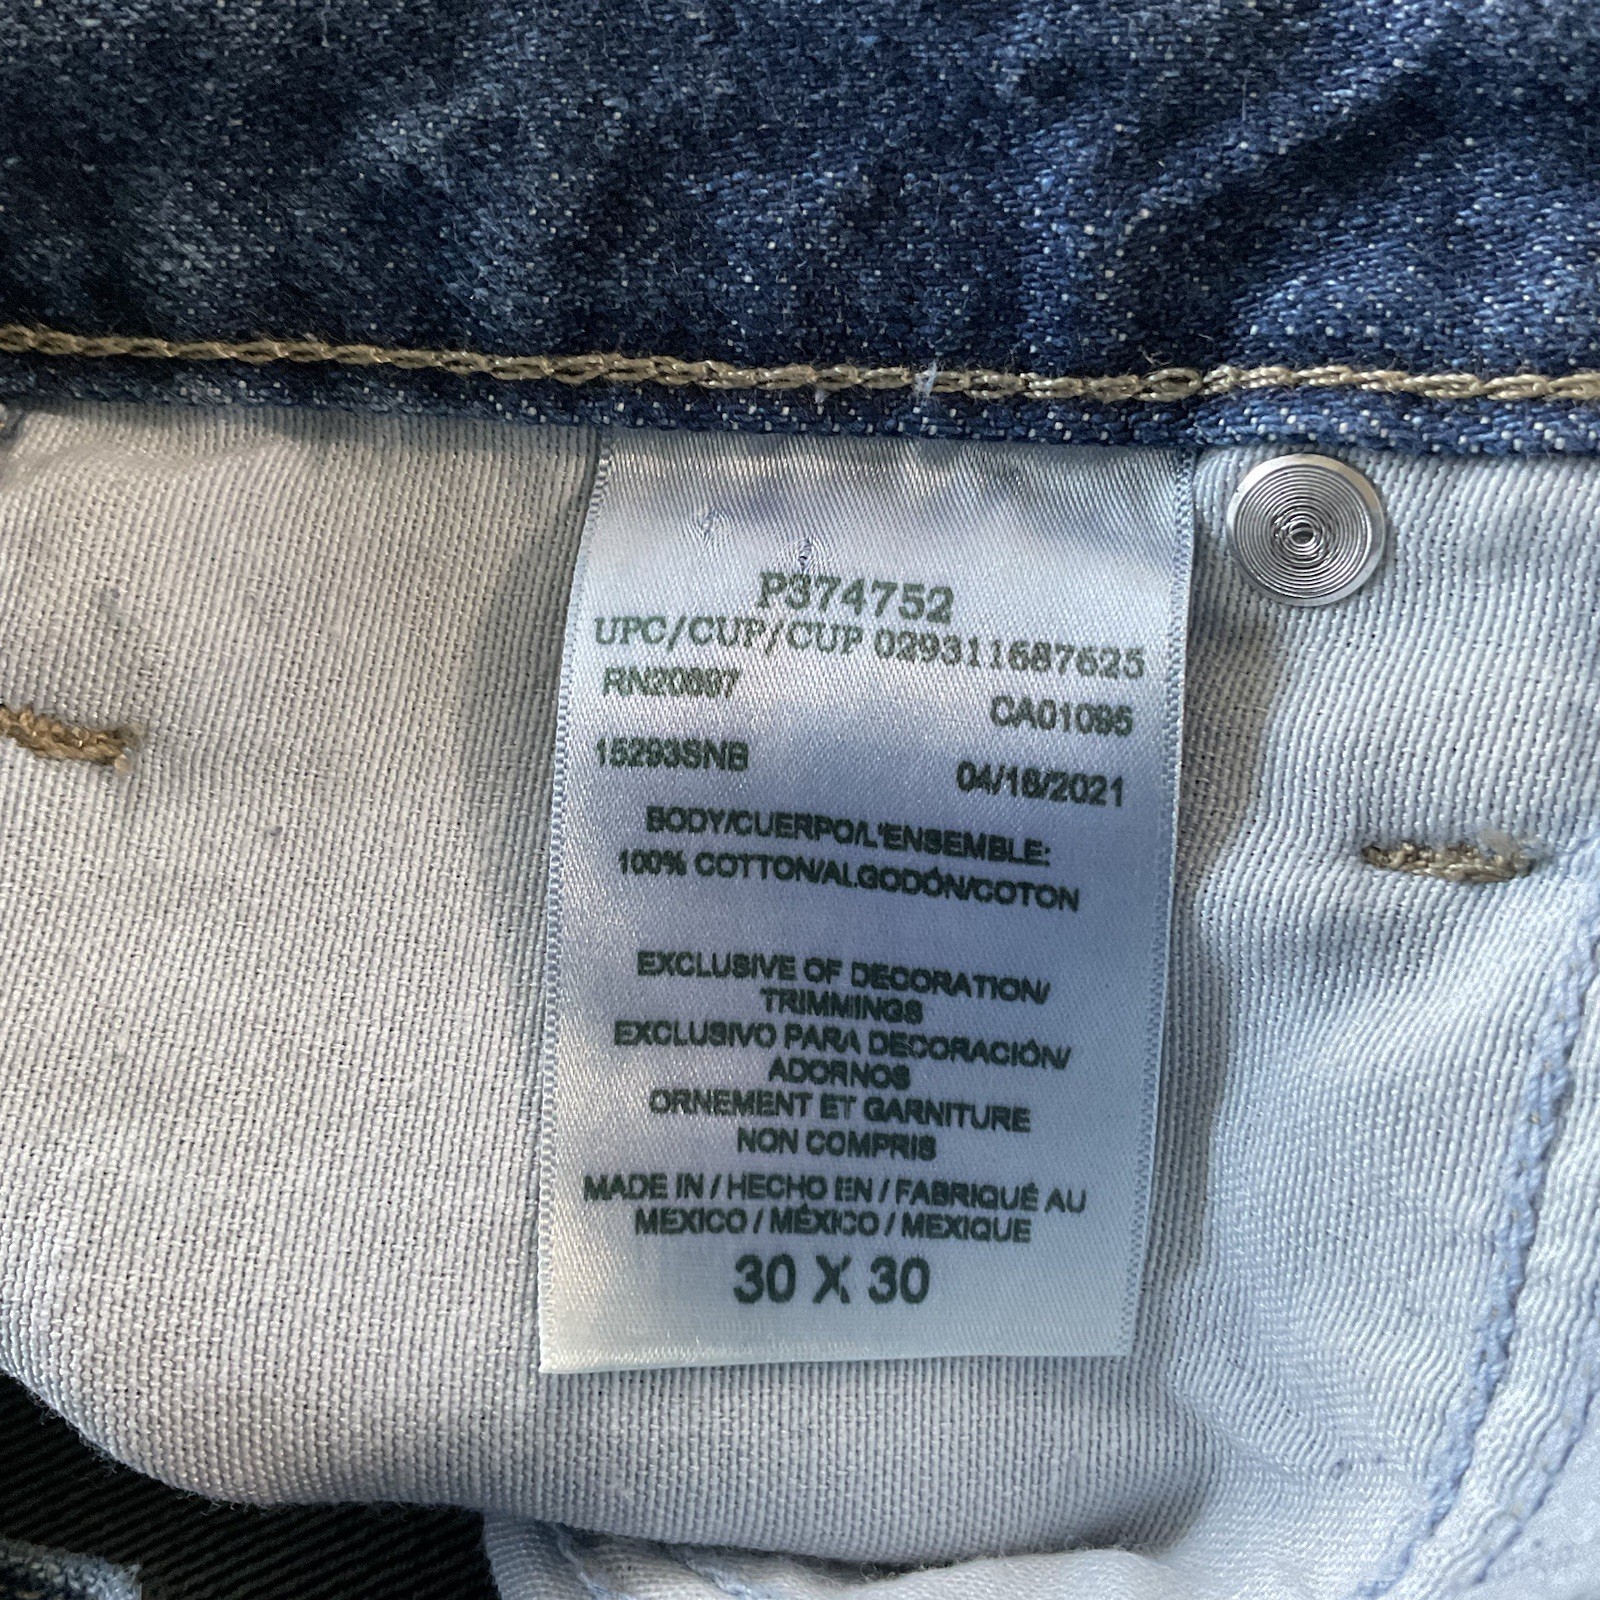 P374752
UPC/CUP/CUP 029311687625
RN20697
CA01095
15293SNB
04/18/2021
BODY/CUERPO/L'ENSEMBLE:
100% COTTON/ALGODÓN/COTON
EXCLUSIVE OF DECORATION/
TRIMMINGS
EXCLUSIVO PARA DECORACIÓN/
ADORNOS
ORNEMENT ET GARNITURE
NON COMPRIS
MADE IN / HECHO EN / FABRIQUÉ AU
MEXICO / MÉXICO / MEXIQUE
30 X 30